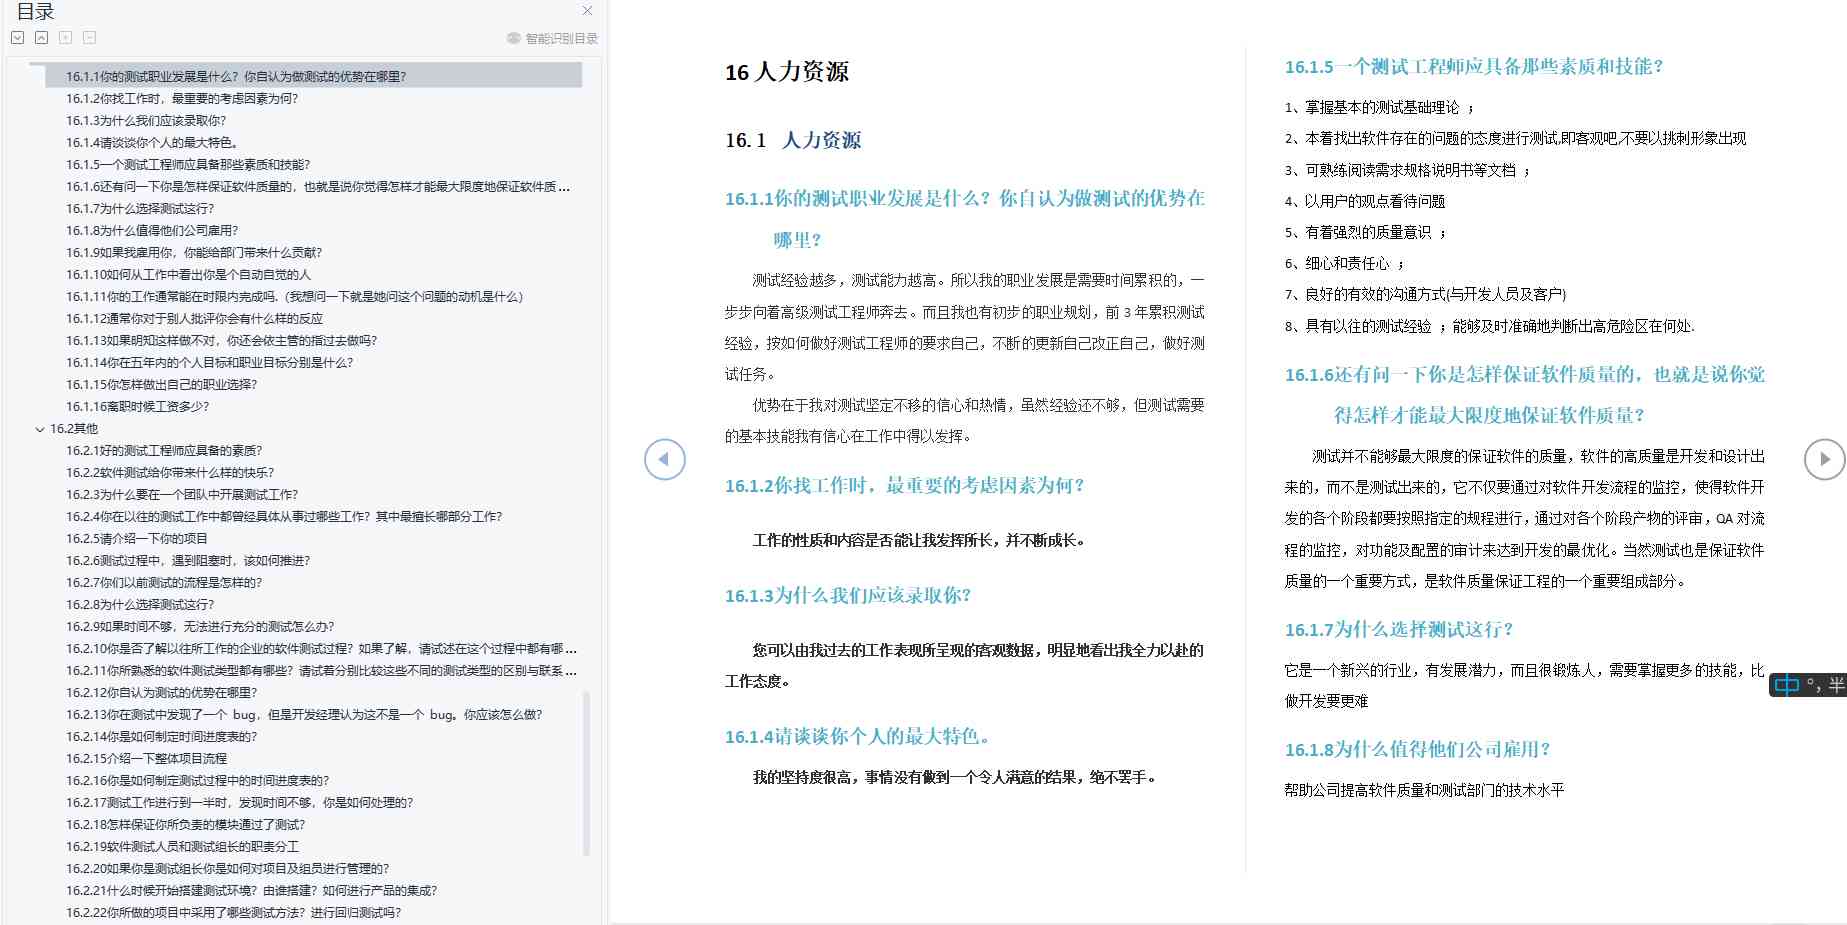 目录
智能识别目录
16.1.1你的测试职业发展是什么？你自认为做测试的优势在哪里？
16.1.2你找工作时，最重要的考虑因素为何？
16.1.3为什么我们应该录取你？
16.1.4请谈谈你个人的最大特色。
16.1.5一个测试工程师应具备那些素质和技能？
16.1.6还有问一下你是怎样保证软件质量的，也就是说你觉得怎样才能最大限度地保证软件质...
16.1.7为什么选择测试这行？
16.1.8为什么值得他们公司雇用？
16.1.9如果我雇用你，你能给部门带来什么贡献？
16.1.10如何从工作中看出你是个自动自觉的人
16.1.11你的工作通常能在时限内完成吗.（我想问一下就是她问这个问题的动机是什么）
16.1.12通常你对于别人批评你会有什么样的反应
16.1.13如果明知这样做不对，你还会依主管的指过去做吗？
16.1.14你在五年内的个人目标和职业目标分别是什么？
16.1.15你怎样做出自己的职业选择？
16.1.16离职时候工资多少？
16.2其他
16.2.1好的测试工程师应具备的素质？
16.2.2软件测试给你带来什么样的快乐？
16.2.3为什么要在一个团队中开展测试工作？
16.2.4你在以往的测试工作中都曾经具体从事过哪些工作？其中最擅长哪部分工作？
16.2.5请介绍一下你的项目
16.2.6测试过程中，遇到阻塞时，该如何推进？
16.2.7你们以前测试的流程是怎样的？
16.2.8为什么选择测试这行？
16.2.9如果时间不够，无法进行充分的测试怎么办？
16.2.10你是否了解以往所工作的企业的软件测试过程？如果了解，请试述在这个过程中都有哪...
16.2.11你所熟悉的软件测试类型都有哪些？请试着分别比较这些不同的测试类型的区别与联系...
16.2.12你自认为测试的优势在哪里？
16.2.13你在测试中发现了一个 bug，但是开发经理认为这不是一个 bug。你应该怎么做？
16.2.14你是如何制定时间进度表的？
16.2.15介绍一下整体项目流程
16.2.16你是如何制定测试过程中的时间进度表的？
16.2.17测试工作进行到一半时，发现时间不够，你是如何处理的？
16.2.18怎样保证你所负责的模块通过了测试？
16.2.19软件测试人员和测试组长的职责分工
16.2.20如果你是测试组长你是如何对项目及组员进行管理的？
16.2.21什么时候开始搭建测试环境？由谁搭建？如何进行产品的集成？
16.2.22你所做的项目中采用了哪些测试方法？进行回归测试吗？
16 人力资源
16.1 人力资源
16.1.1你的测试职业发展是什么？你自认为做测试的优势在
哪里？
测试经验越多，测试能力越高。所以我的职业发展是需要时间累积的，一
步步向着高级测试工程师奔去。而且我也有初步的职业规划，前 3 年累积测试
经验，按如何做好测试工程师的要求自己，不断的更新自己改正自己，做好测
试任务。
优势在于我对测试坚定不移的信心和热情，虽然经验还不够，但测试需要
的基本技能我有信心在工作中得以发挥。
16.1.2你找工作时，最重要的考虑因素为何？
工作的性质和内容是否能让我发挥所长，并不断成长。
16.1.3为什么我们应该录取你？
您可以由我过去的工作表现所呈现的客观数据，明显地看出我全力以赴的
工作态度。
16.1.4请谈谈你个人的最大特色。
我的坚持度很高，事情没有做到一个令人满意的结果，绝不罢手。
16.1.5一个测试工程师应具备那些素质和技能？
1、掌握基本的测试基础理论 ；
2、本着找出软件存在的问题的态度进行测试,即客观吧,不要以挑刺形象出现
3、可熟练阅读需求规格说明书等文档 ；
4、以用户的观点看待问题
5、有着强烈的质量意识 ；
6、细心和责任心 ；
7、良好的有效的沟通方式(与开发人员及客户)
8、具有以往的测试经验 ；能够及时准确地判断出高危险区在何处.
16.1.6还有问一下你是怎样保证软件质量的，也就是说你觉
得怎样才能最大限度地保证软件质量？
测试并不能够最大限度的保证软件的质量，软件的高质量是开发和设计出
来的，而不是测试出来的，它不仅要通过对软件开发流程的监控，使得软件开
发的各个阶段都要按照指定的规程进行，通过对各个阶段产物的评审，QA 对流
程的监控，对功能及配置的审计来达到开发的最优化。当然测试也是保证软件
质量的一个重要方式，是软件质量保证工程的一个重要组成部分。
16.1.7为什么选择测试这行？
它是一个新兴的行业，有发展潜力，而且很锻炼人，需要掌握更多的技能，比
做开发要更难
16.1.8为什么值得他们公司雇用？
帮助公司提高软件质量和测试部门的技术水平
中 °，半